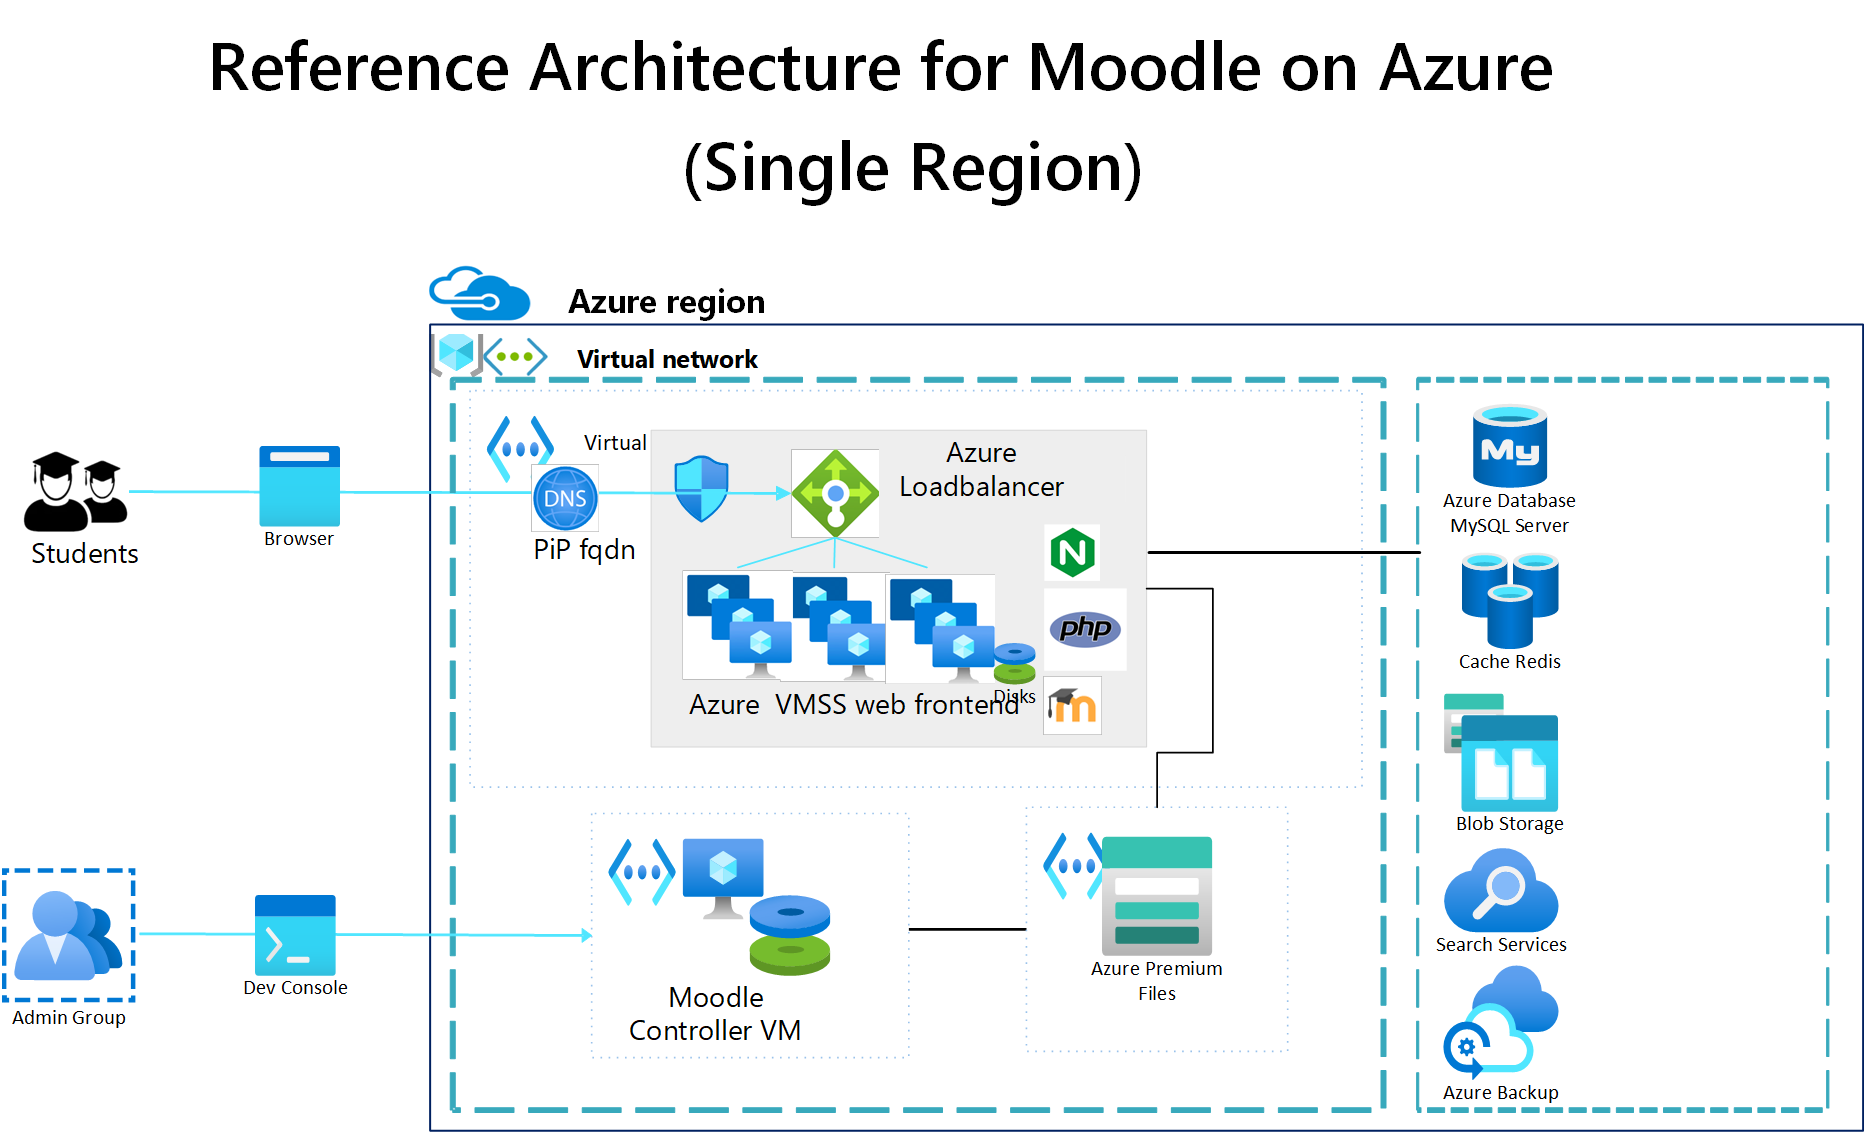 Reference Architecture for Moodle on Azure
(Single Region)
Azure region
Virtual network
Virtual
Azure
Loadbalancer
DNS
PiP fqdn
Students
Browser
php
m
Disks
Azure VMSS web frontend
My
Azure Database
MySQL Server
Cache Redis
Blob Storage
Search Services
Azure Backup
Admin Group
Dev Console
Moodle
Controller VM
Azure Premium
Files
N